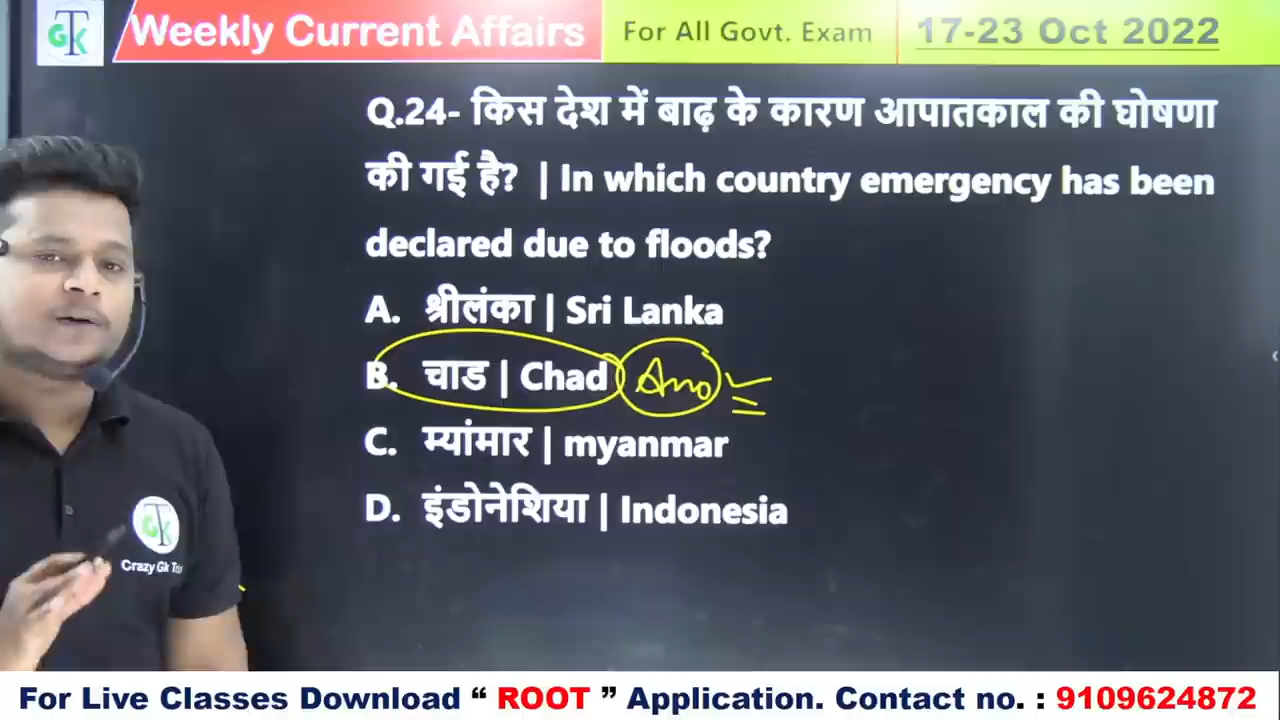 GTK
Weekly Current Affairs
For All Govt. Exam
17-23 Oct 2022
Q.24- किस देश में बाढ़ के कारण आपातकाल की घोषणा
की गई है? | In which country emergency has been
declared due to floods?
A. श्रीलंका | Sri Lanka
B. चाड | Chad Ans
C. म्यांमार | myanmar
D. इंडोनेशिया | Indonesia
GTK
Crazy Gk
For Live Classes Download “ ROOT ” Application. Contact no. : 9109624872